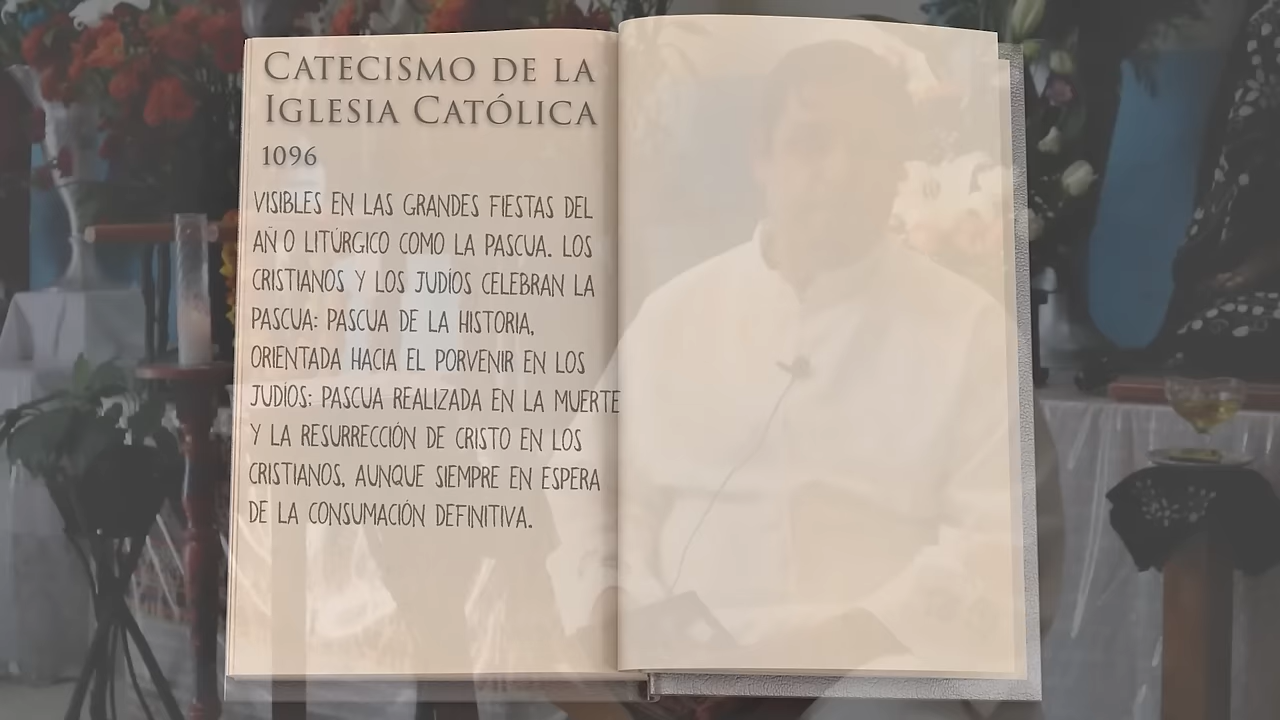 CATECISMO DE LA
IGLESIA CATÓLICA
1096
VISIBLES EN LAS GRANDES FIESTAS DEL
AÑO LITÚRGICO COMO LA PASCUA. LOS
CRISTIANOS Y LOS JUDÍOS CELEBRAN LA
PASCUA: PASCUA DE LA HISTORIA,
ORIENTADA HACIA EL PORVENIR EN LOS
JUDÍOS; PASCUA REALIZADA EN LA MUERTE
Y LA RESURRECCIÓN DE CRISTO EN LOS
CRISTIANOS, AUNQUE SIEMPRE EN ESPERA
DE LA CONSUMACIÓN DEFINITIVA.